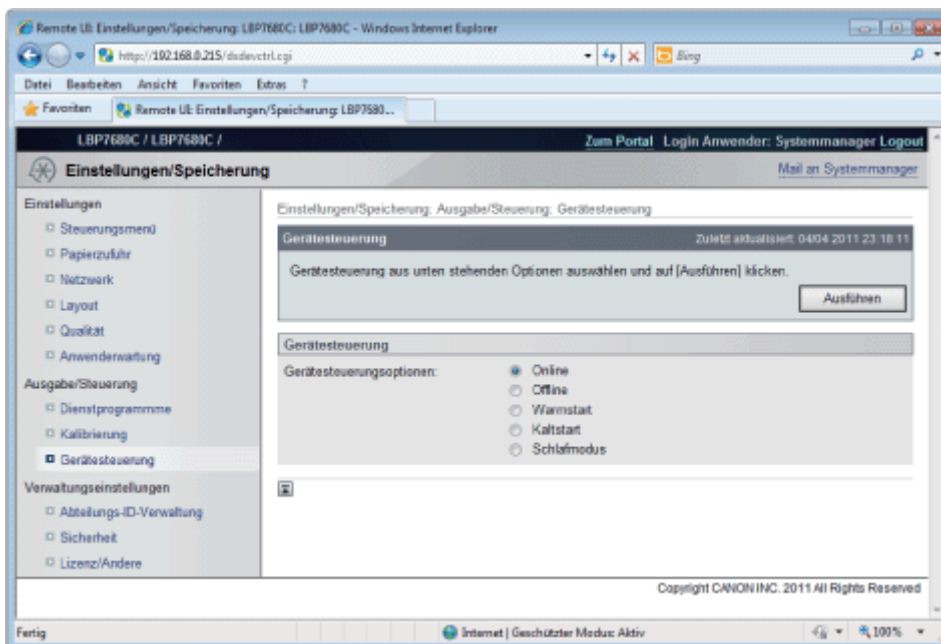 Remote UI: Einstellungen/Speicherung: LBP7680C: LBP7680C - Windows Internet Explorer
http://192.168.0.215/dsdevctrl.cgi
Bing
Datei Bearbeiten Ansicht Favoriten Extras ?
Favoriten Remote UI: Einstellungen/Speicherung: LBP7680...
LBP7680C / LBP7680C / Zum Portal Login Anwender: Systemmanager Logout
Einstellungen/Speicherung Mail an Systemmanager
Einstellungen
Steuerungsmenü
Papierzufuhr
Netzwerk
Layout
Qualität
Anwenderwartung
Ausgabe/Steuerung
Dienstprogrammme
Kalibrierung
Gerätesteuerung
Verwaltungseinstellungen
Abteilungs-ID-Verwaltung
Sicherheit
Lizenz/Andere
Einstellungen/Speicherung: Ausgabe/Steuerung: Gerätesteuerung
Gerätesteuerung Zuletzt aktualisiert: 04/04 2011 23:18:11
Gerätesteuerung aus unten stehenden Optionen auswählen und auf [Ausführen] klicken.
Ausführen
Gerätesteuerung
Gerätesteuerungsoptionen: Online
Offline
Warmstart
Kaltstart
Schlafmodus
Copyright CANON INC. 2011 All Rights Reserved
Fertig Internet | Geschützter Modus: Aktiv 100%